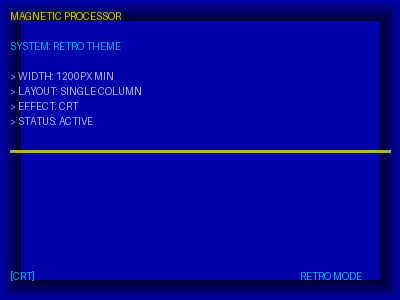 MAGNETIC PROCESSOR
SYSTEM: RETRO THEME
> WIDTH: 1200PX MIN
> LAYOUT: SINGLE COLUMN
> EFFECT: CRT
> STATUS: ACTIVE
[CRT]
RETRO MODE